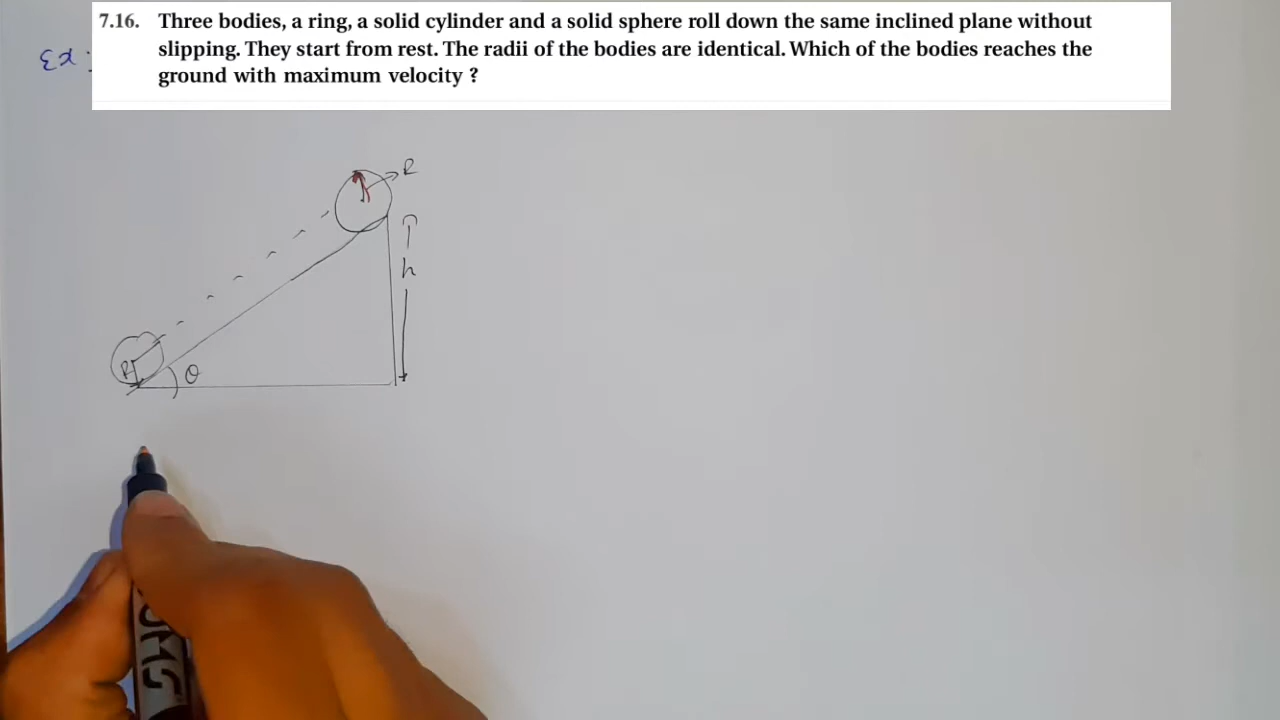 7.16. Three bodies, a ring, a solid cylinder and a solid sphere roll down the same inclined plane without
slipping. They start from rest. The radii of the bodies are identical. Which of the bodies reaches the
ground with maximum velocity ?
Ex :
R
h
R
θ